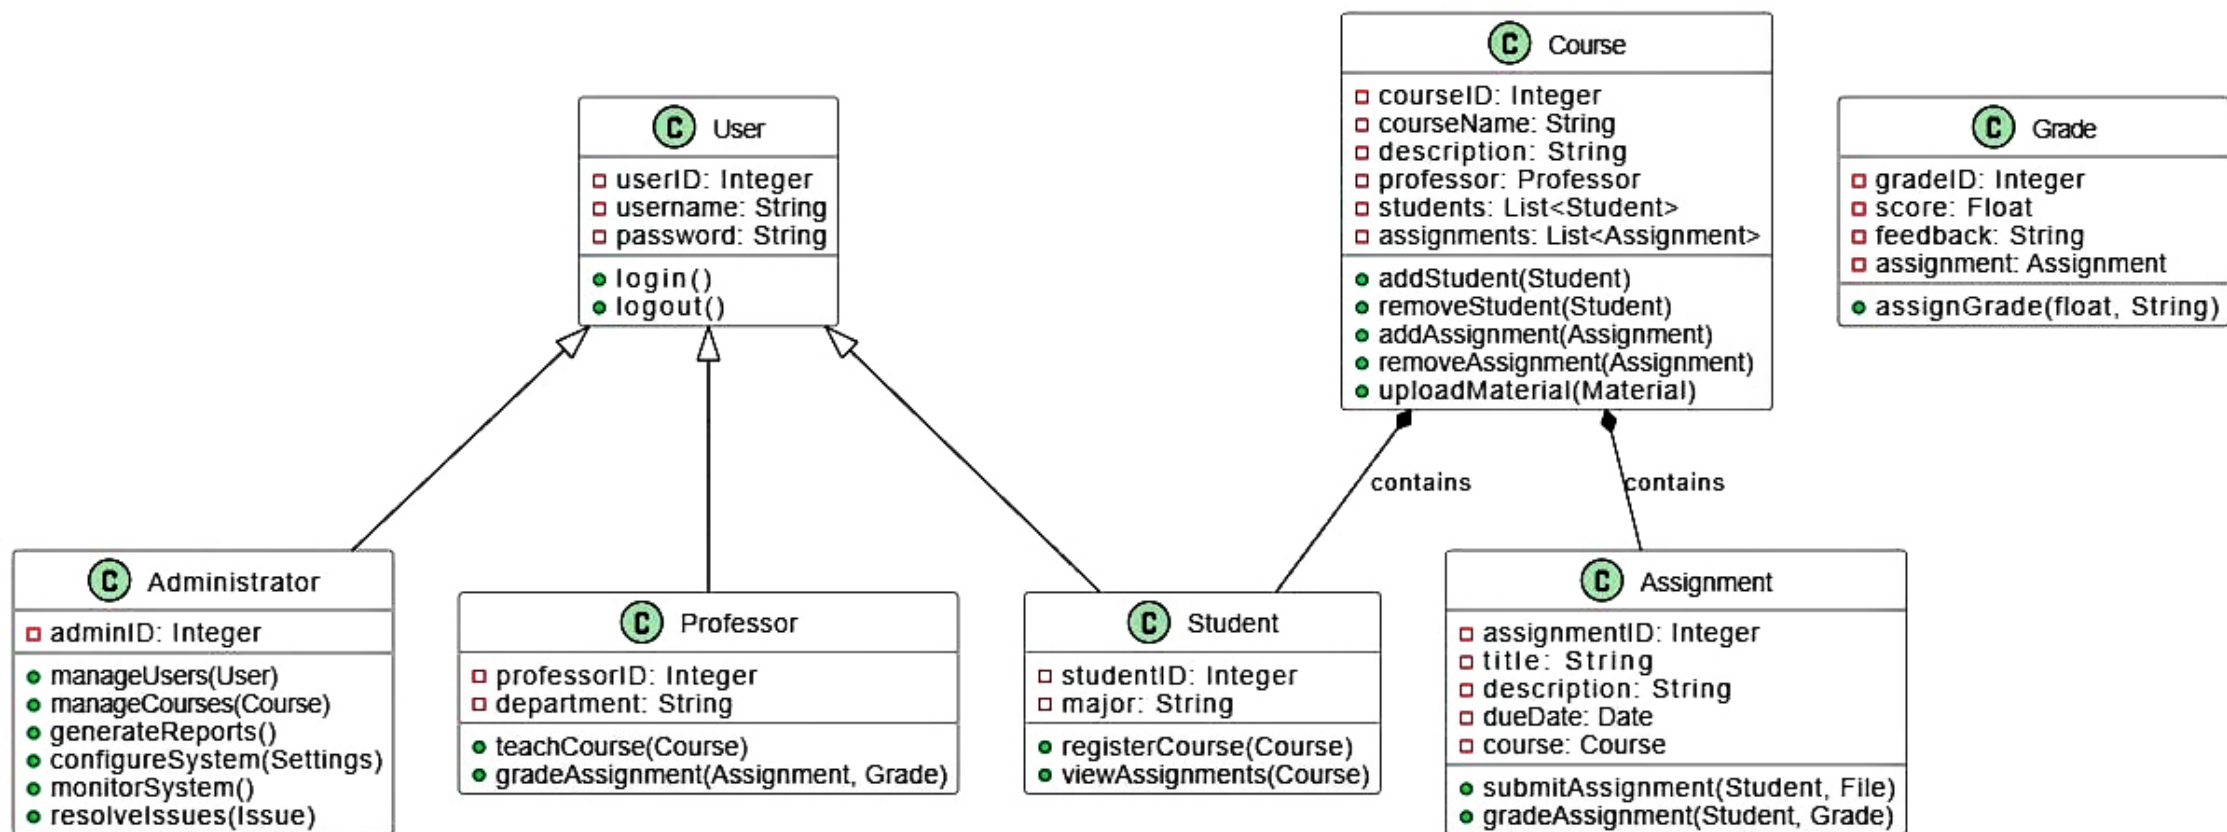 C User
userID: Integer
username: String
password: String
login()
logout()
C Course
courseID: Integer
courseName: String
description: String
professor: Professor
students: List<Student>
assignments: List<Assignment>
addStudent(Student)
removeStudent(Student)
addAssignment(Assignment)
removeAssignment(Assignment)
uploadMaterial(Material)
C Grade
gradeID: Integer
score: Float
feedback: String
assignment: Assignment
assignGrade(float, String)
contains
contains
C Administrator
adminID: Integer
manageUsers(User)
manageCourses(Course)
generateReports()
configureSystem(Settings)
monitorSystem()
resolveIssues(Issue)
C Professor
professorID: Integer
department: String
teachCourse(Course)
gradeAssignment(Assignment, Grade)
C Student
studentID: Integer
major: String
registerCourse(Course)
viewAssignments(Course)
C Assignment
assignmentID: Integer
title: String
description: String
dueDate: Date
course: Course
submitAssignment(Student, File)
gradeAssignment(Student, Grade)